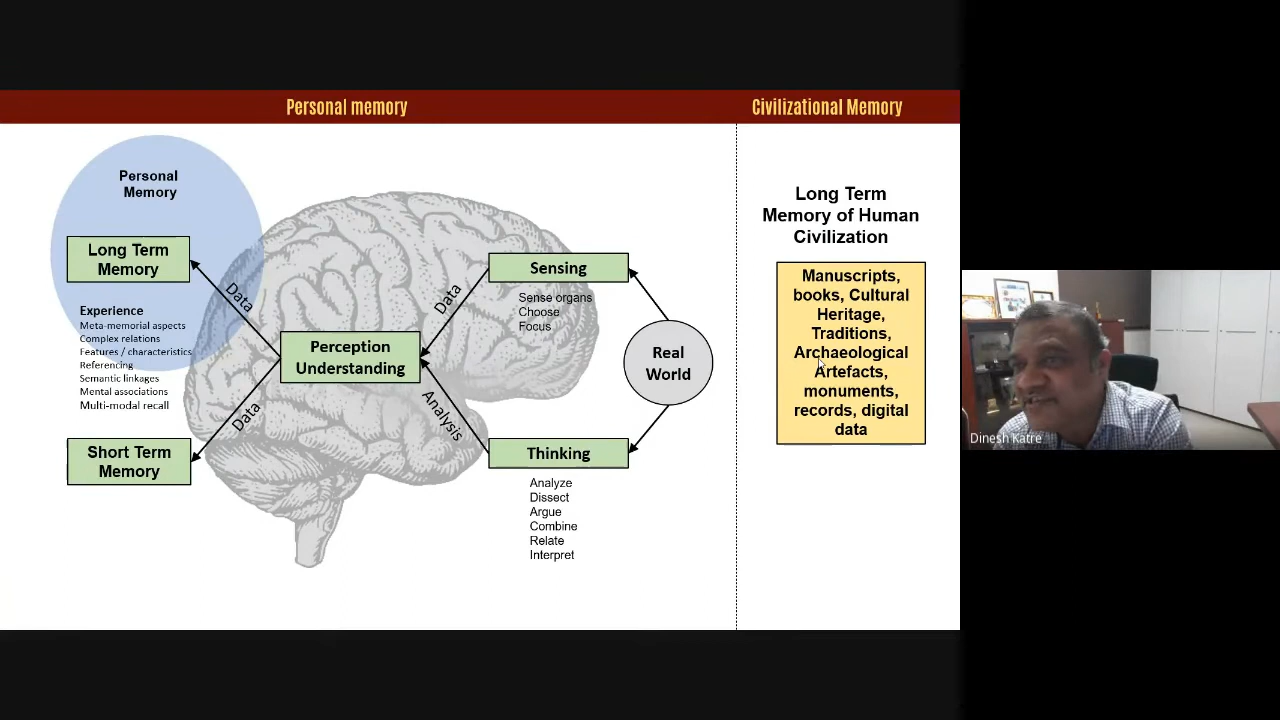 Personal memory
Civilizational Memory
Personal
Memory
Long Term
Memory
Experience
Meta-memorial aspects
Complex relations
Features / characteristics
Referencing
Semantic linkages
Mental associations
Multi-modal recall
Short Term
Memory
Data
Data
Perception
Understanding
Data
Analysis
Sensing
Sense organs
Choose
Focus
Thinking
Analyze
Dissect
Argue
Combine
Relate
Interpret
Real
World
Long Term
Memory of Human
Civilization
Manuscripts,
books, Cultural
Heritage,
Traditions,
Archaeological
Artefacts,
monuments,
records, digital
data
Dinesh Katre